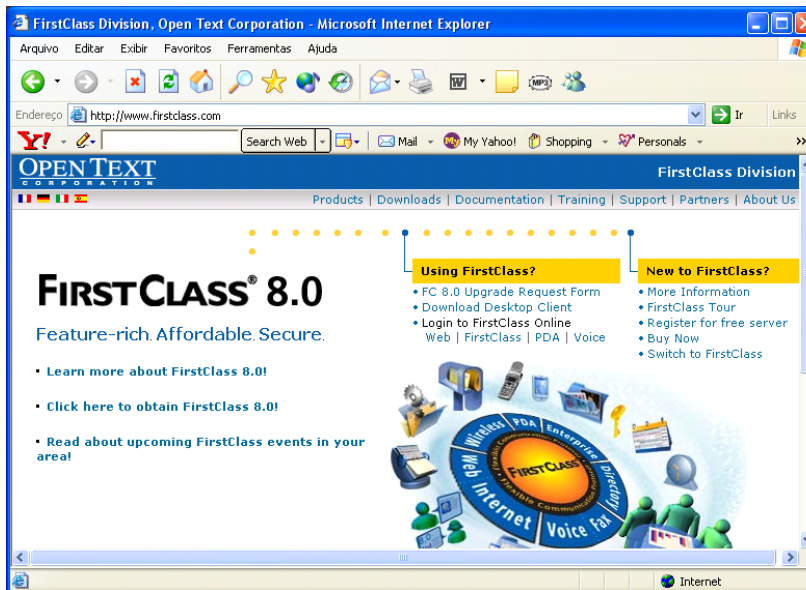 FirstClass Division, Open Text Corporation - Microsoft Internet Explorer
Arquivo Editar Exibir Favoritos Ferramentas Ajuda
MP3
Endereço http://www.firstclass.com Ir Links
Y! Search Web Mail My My Yahoo! Shopping Personals »
OPEN TEXT FirstClass Division
CORPORATION
Products | Downloads | Documentation | Training | Support | Partners | About Us
Using FirstClass?
• FC 8.0 Upgrade Request Form
• Download Desktop Client
• Login to FirstClass Online
Web | FirstClass | PDA | Voice
New to FirstClass?
• More Information
• FirstClass Tour
• Register for free server
• Buy Now
• Switch to FirstClass
FIRSTCLASS® 8.0
Feature-rich. Affordable. Secure.
▪ Learn more about FirstClass 8.0!
▪ Click here to obtain FirstClass 8.0!
▪ Read about upcoming FirstClass events in your
area!
Wireless PDA Enterprise Directory
FIRSTCLASS
Web Internet Voice Fax
Internet